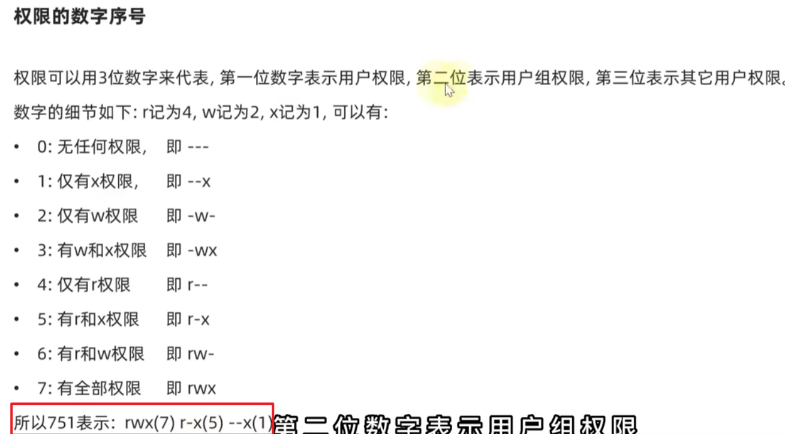 权限的数字序号
权限可以用3位数字来代表, 第一位数字表示用户权限, 第二位表示用户组权限, 第三位表示其它用户权限。
数字的细节如下: r记为4, w记为2, x记为1, 可以有:
• 0: 无任何权限, 即 ---
• 1: 仅有x权限, 即 --x
• 2: 仅有w权限 即 -w-
• 3: 有w和x权限 即 -wx
• 4: 仅有r权限 即 r--
• 5: 有r和x权限 即 r-x
• 6: 有r和w权限 即 rw-
• 7: 有全部权限 即 rwx
所以751表示: rwx(7) r-x(5) --x(1)
第二位数字表示用户组权限